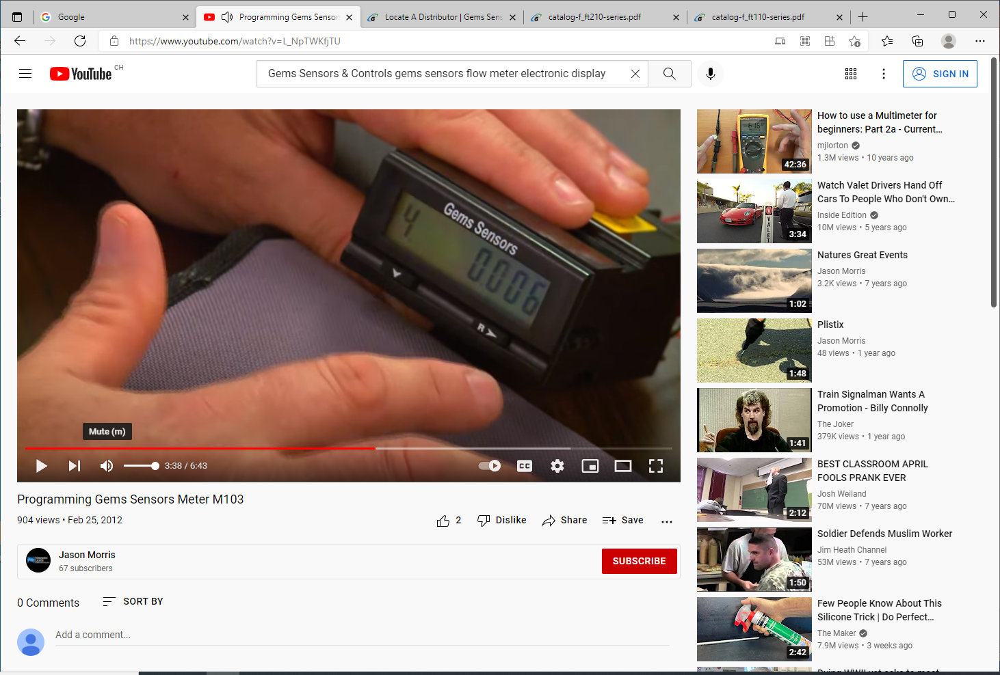 Google
Programming Gems Sensor
Locate A Distributor | Gems Sens
catalog-f_ft210-series.pdf
catalog-f_ft110-series.pdf
https://www.youtube.com/watch?v=L_NpTWKfjTU
YouTube CH
Gems Sensors & Controls gems sensors flow meter electronic display
SIGN IN
4
Gems Sensors
0006
R
Mute (m)
3:38 / 6:43
CC
Programming Gems Sensors Meter M103
904 views • Feb 25, 2012
2
Dislike
Share
Save
Jason Morris
67 subscribers
SUBSCRIBE
0 Comments
SORT BY
Add a comment...
42:36
How to use a Multimeter for
beginners: Part 2a - Current...
mjlorton
1.3M views • 10 years ago
VALET
3:34
Watch Valet Drivers Hand Off
Cars To People Who Don't Own...
Inside Edition
10M views • 5 years ago
1:02
Natures Great Events
Jason Morris
3.2K views • 7 years ago
1:48
Plistix
Jason Morris
48 views • 1 year ago
1:41
Train Signalman Wants A
Promotion - Billy Connolly
The Joker
379K views • 1 year ago
2:12
BEST CLASSROOM APRIL
FOOLS PRANK EVER
Josh Weiland
70M views • 7 years ago
1:50
Soldier Defends Muslim Worker
Jim Heath Channel
53M views • 7 years ago
2:42
Few People Know About This
Silicone Trick | Do Perfect...
The Maker
7.9M views • 3 weeks ago